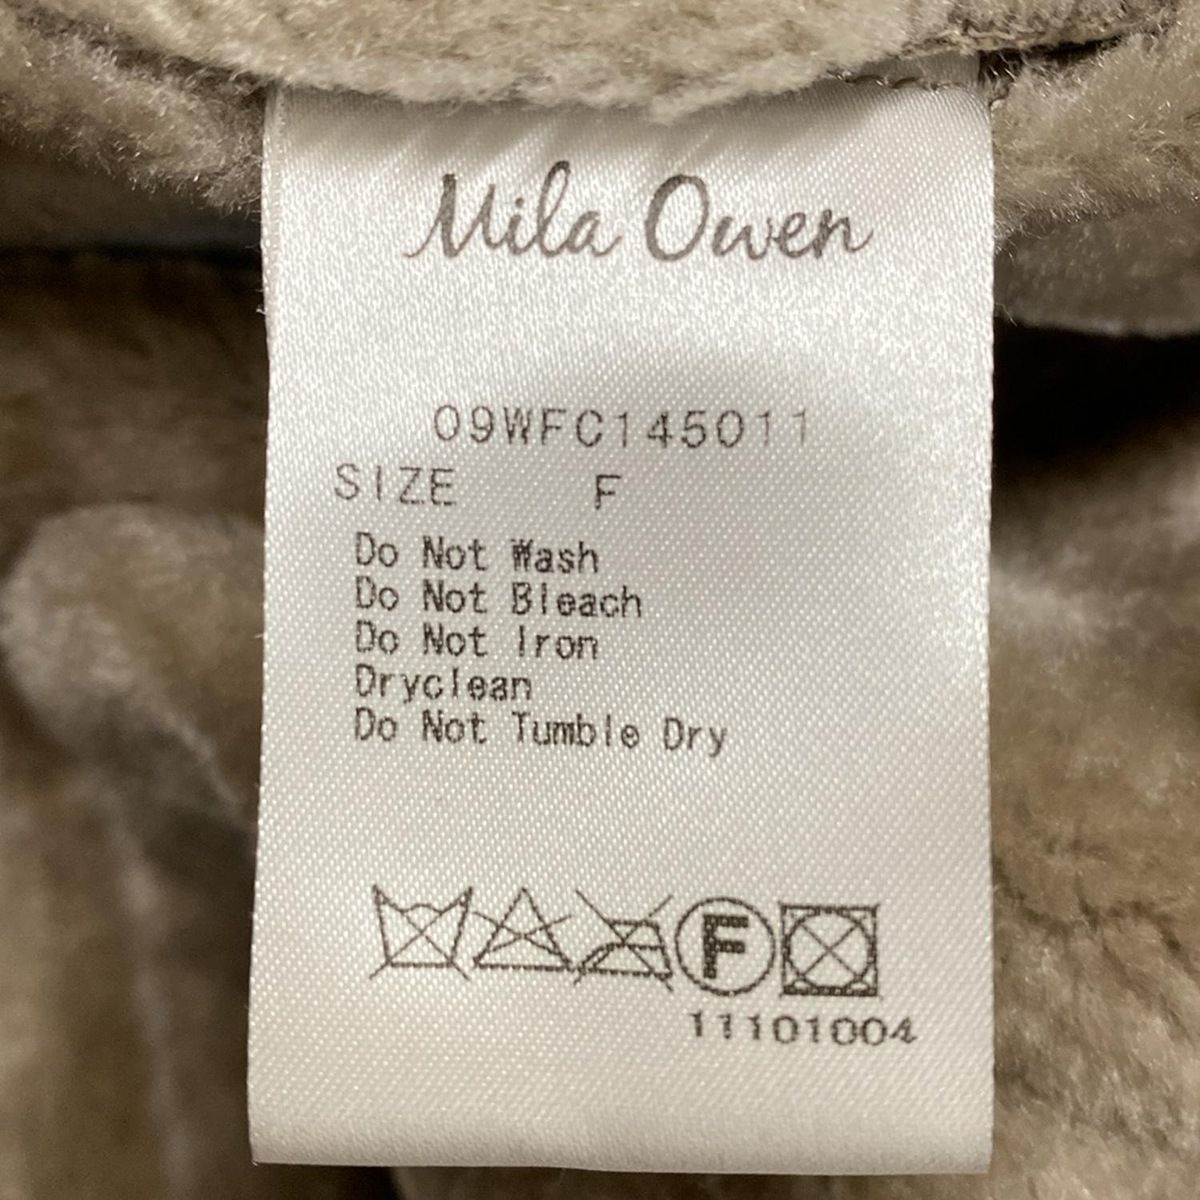 Mila Owen
09WFC145011
SIZE F
Do Not Wash
Do Not Bleach
Do Not Iron
Dryclean
Do Not Tumble Dry
F
11101004